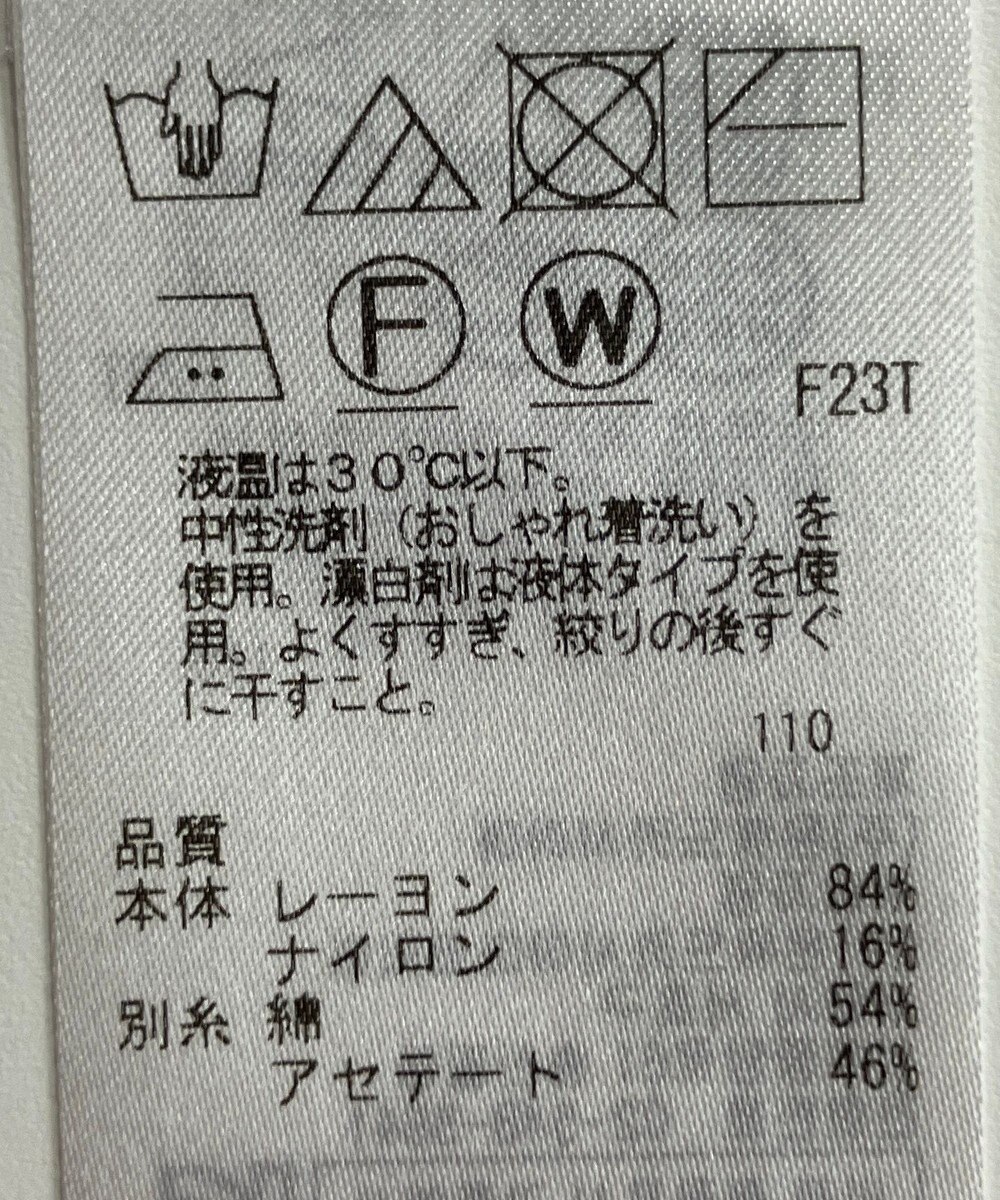 F
W
F23T
液温は30℃以下。
中性洗剤（おしゃれ着洗い）を
使用。漂白剤は液体タイプを使
用。よくすすぎ、絞りの後すぐ
に干すこと。
110
品質
本体 レーヨン 84%
ナイロン 16%
別糸 綿 54%
アセテート 46%